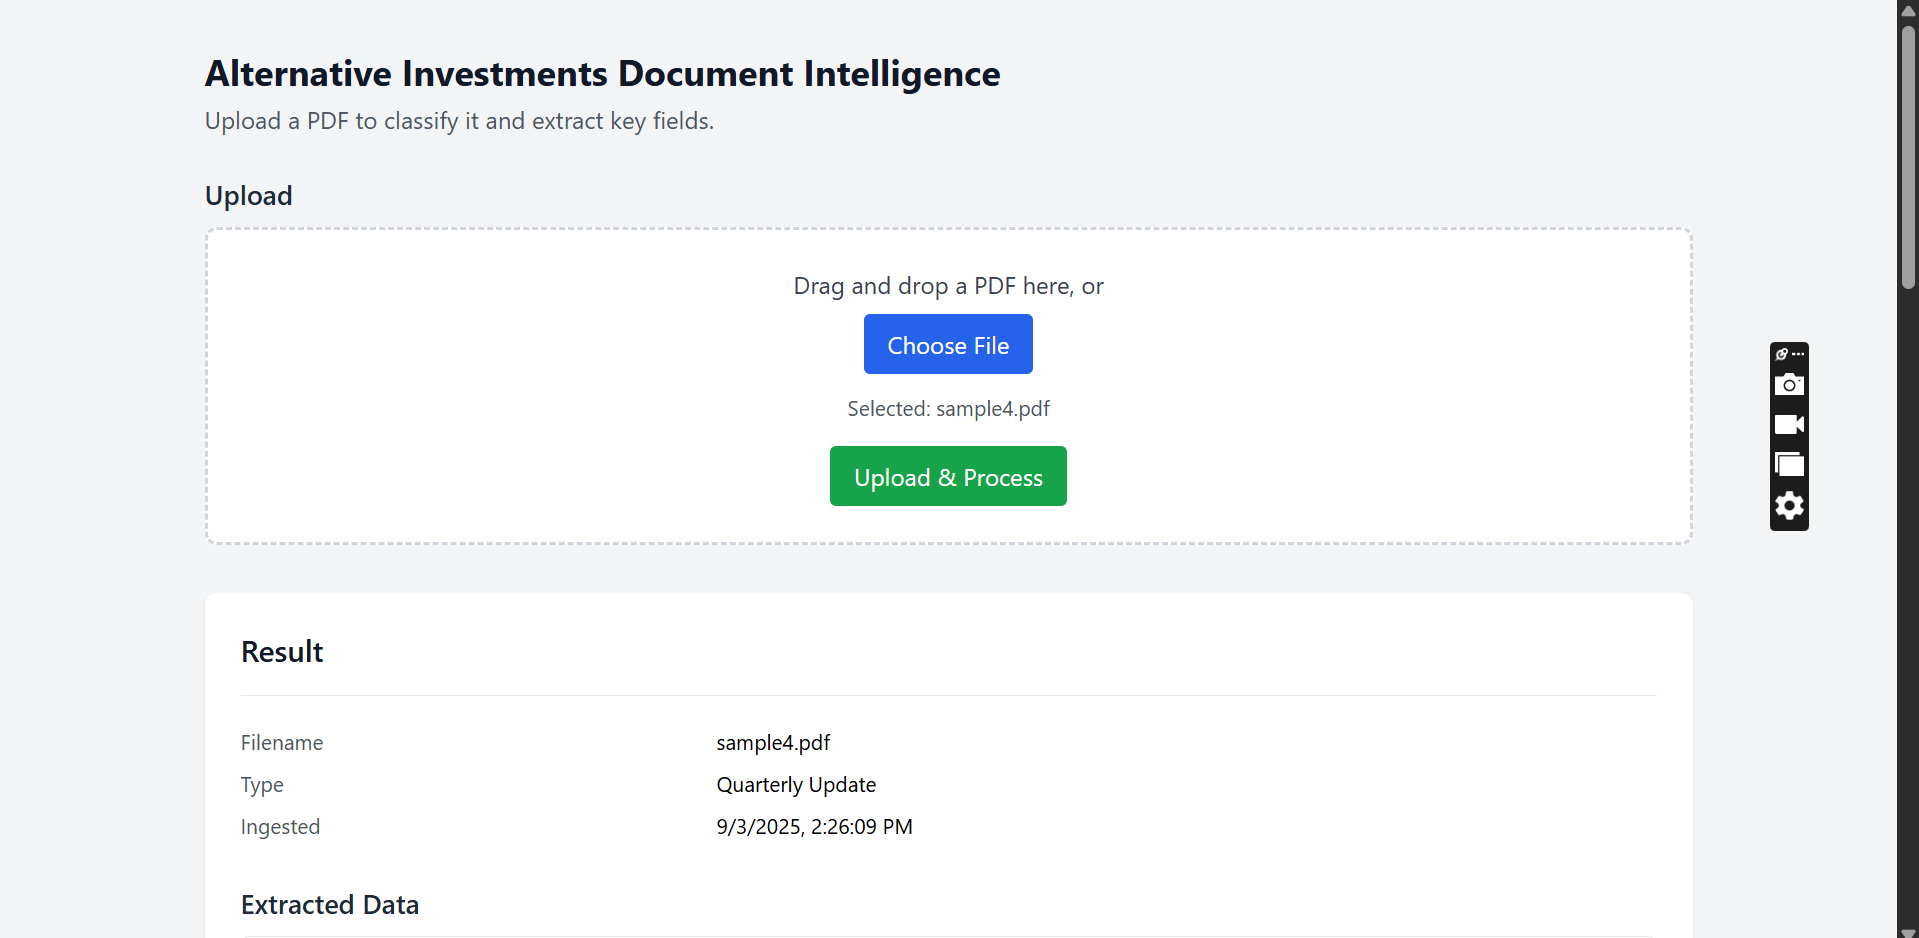 Alternative Investments Document Intelligence
Upload a PDF to classify it and extract key fields.
Upload
Drag and drop a PDF here, or
Choose File
Selected: sample4.pdf
Upload & Process
Result
Filename sample4.pdf
Type Quarterly Update
Ingested 9/3/2025, 2:26:09 PM
Extracted Data